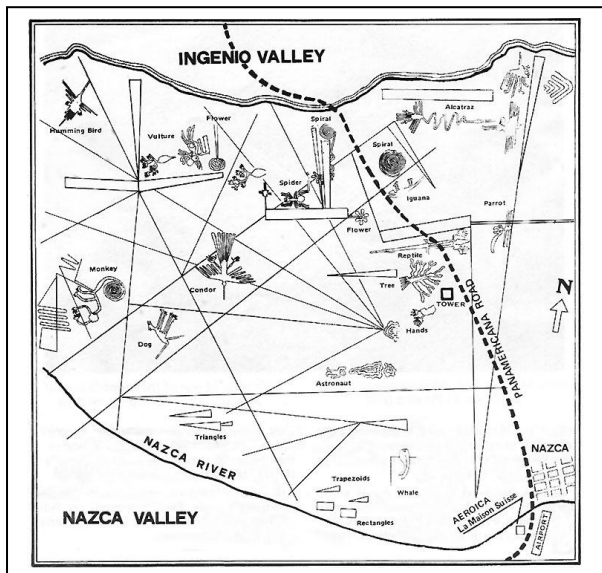 INGENIO VALLEY
Humming Bird
Vulture
Flower
Spiral
Alcatraz
Spider
Spiral
Iguana
Parrot
Flower
Reptile
Monkey
Condor
Tree
TOWER
Hands
N
Dog
PANAMERICANA ROAD
Astronaut
Triangles
NAZCA RIVER
NAZCA
Trapezoids
Whale
Rectangles
AEROICA
La Maison Suisse
AIRPORT
NAZCA VALLEY